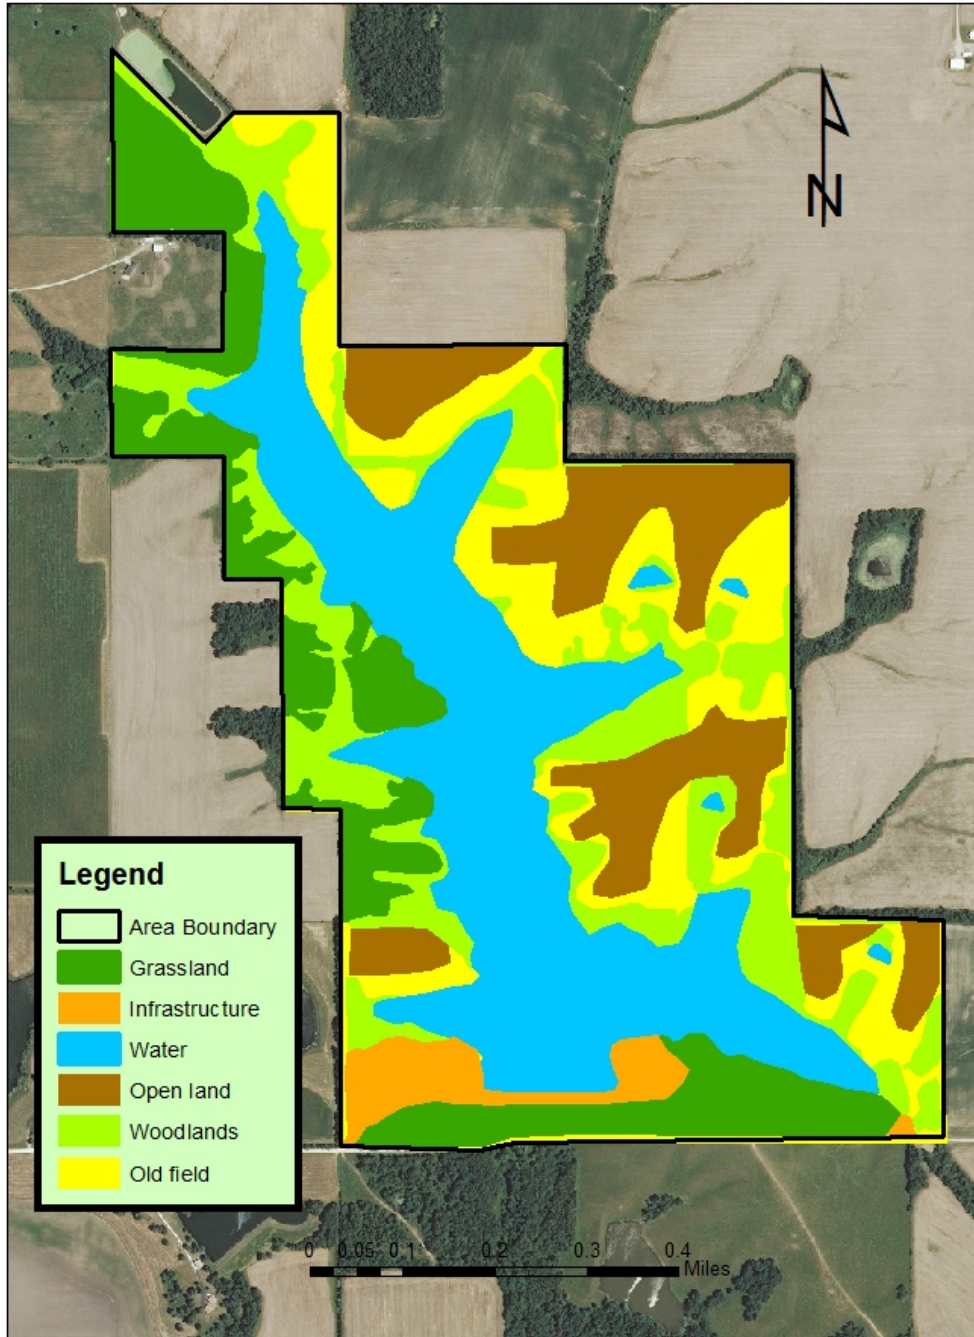 N
Legend
Area Boundary
Grassland
Infrastructure
Water
Open land
Woodlands
Old field
0 0.05 0.1 0.2 0.3 0.4
Miles